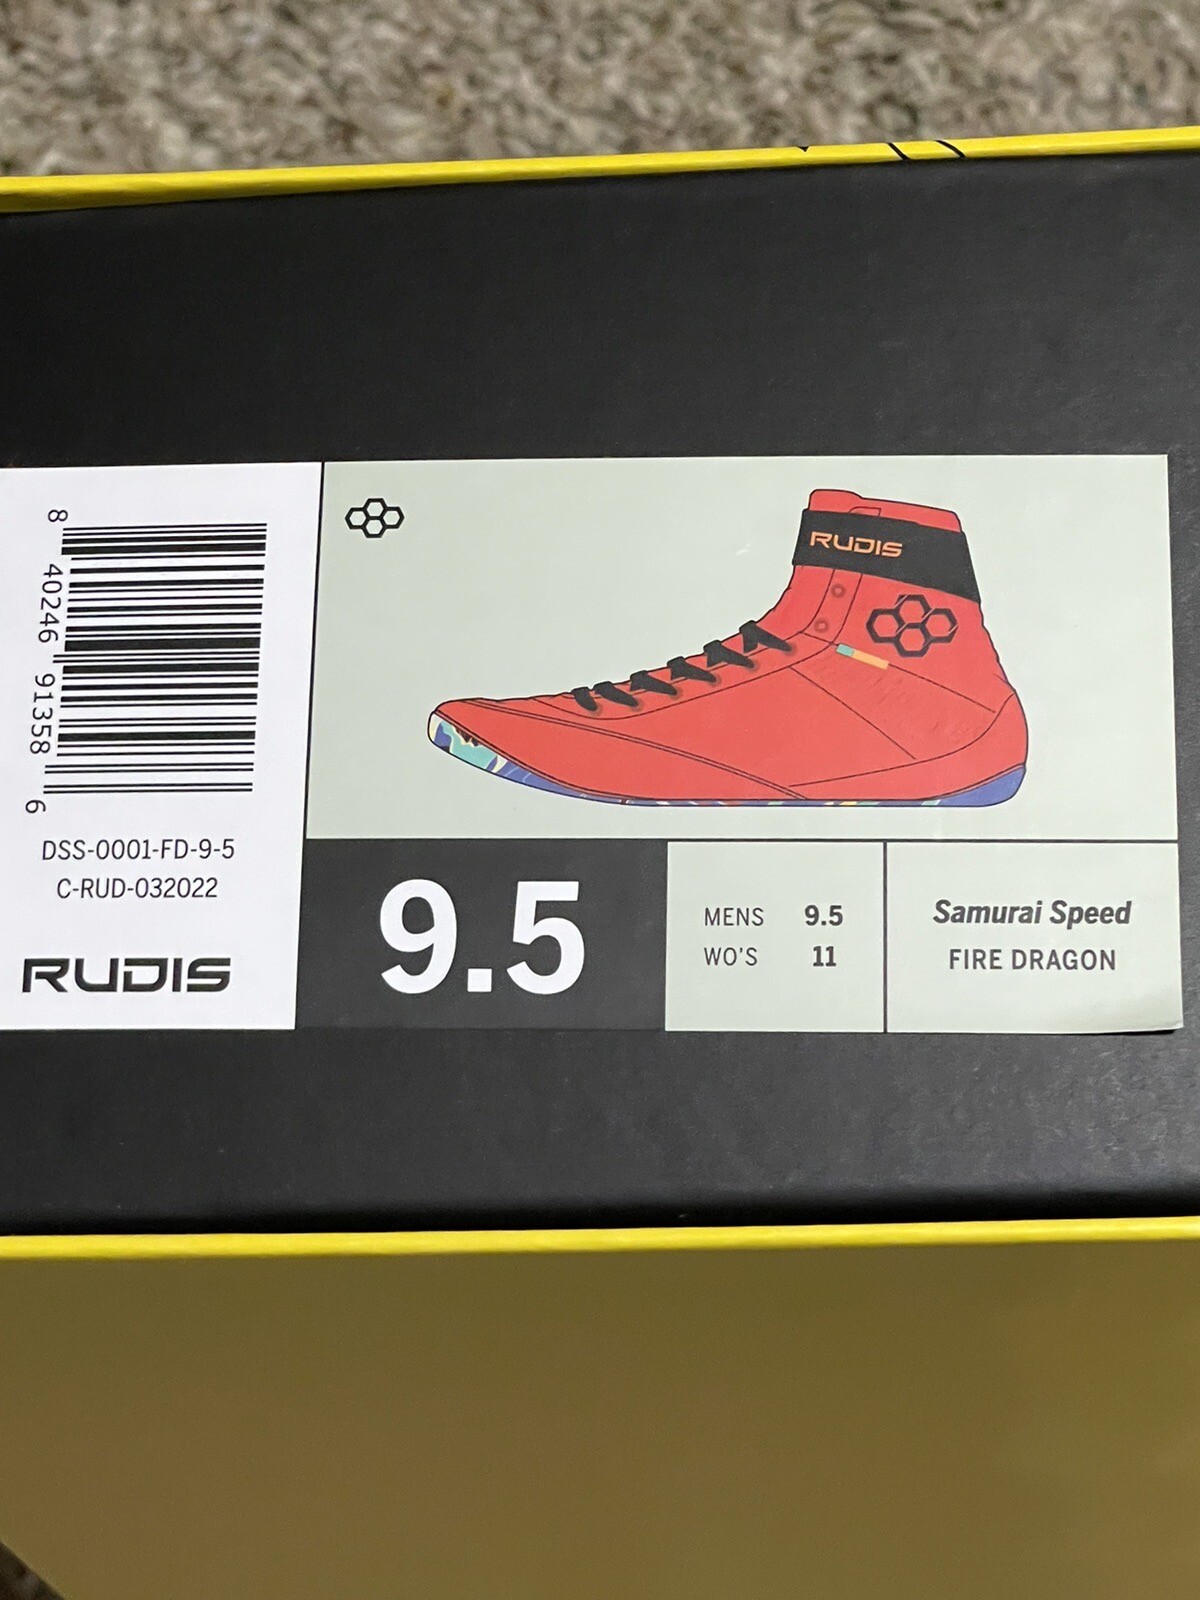 8 40246 91358 6
DSS-0001-FD-9-5
C-RUD-032022
RUDIS
RUDIS
9.5
MENS 9.5
WO'S 11
Samurai Speed
FIRE DRAGON